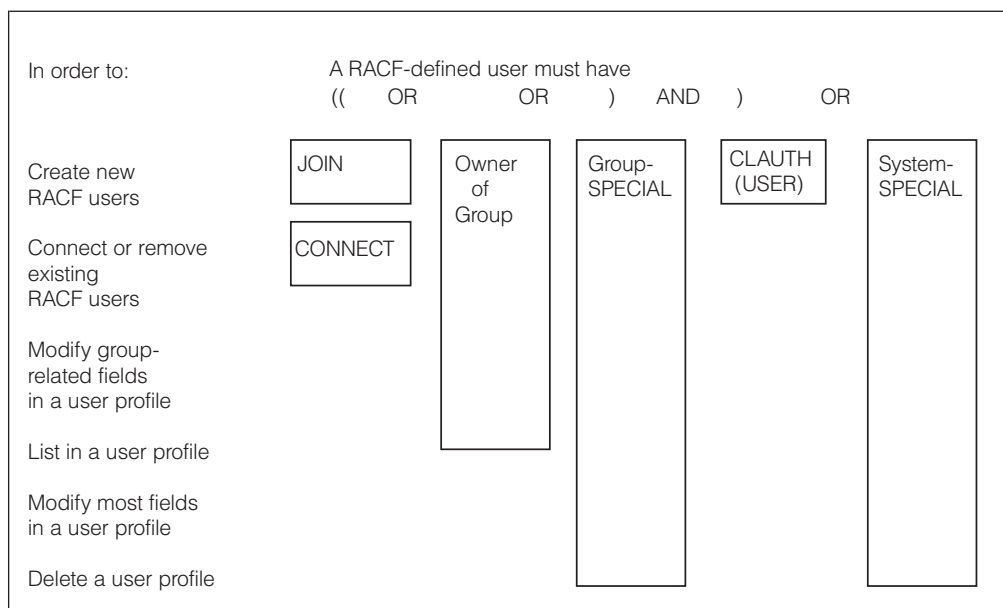 In order to:
A RACF-defined user must have
(( OR OR ) AND ) OR
Create new
RACF users
JOIN
Owner
of
Group
Group-
SPECIAL
CLAUTH
(USER)
System-
SPECIAL
Connect or remove
existing
RACF users
CONNECT
Modify group-
related fields
in a user profile
List in a user profile
Modify most fields
in a user profile
Delete a user profile